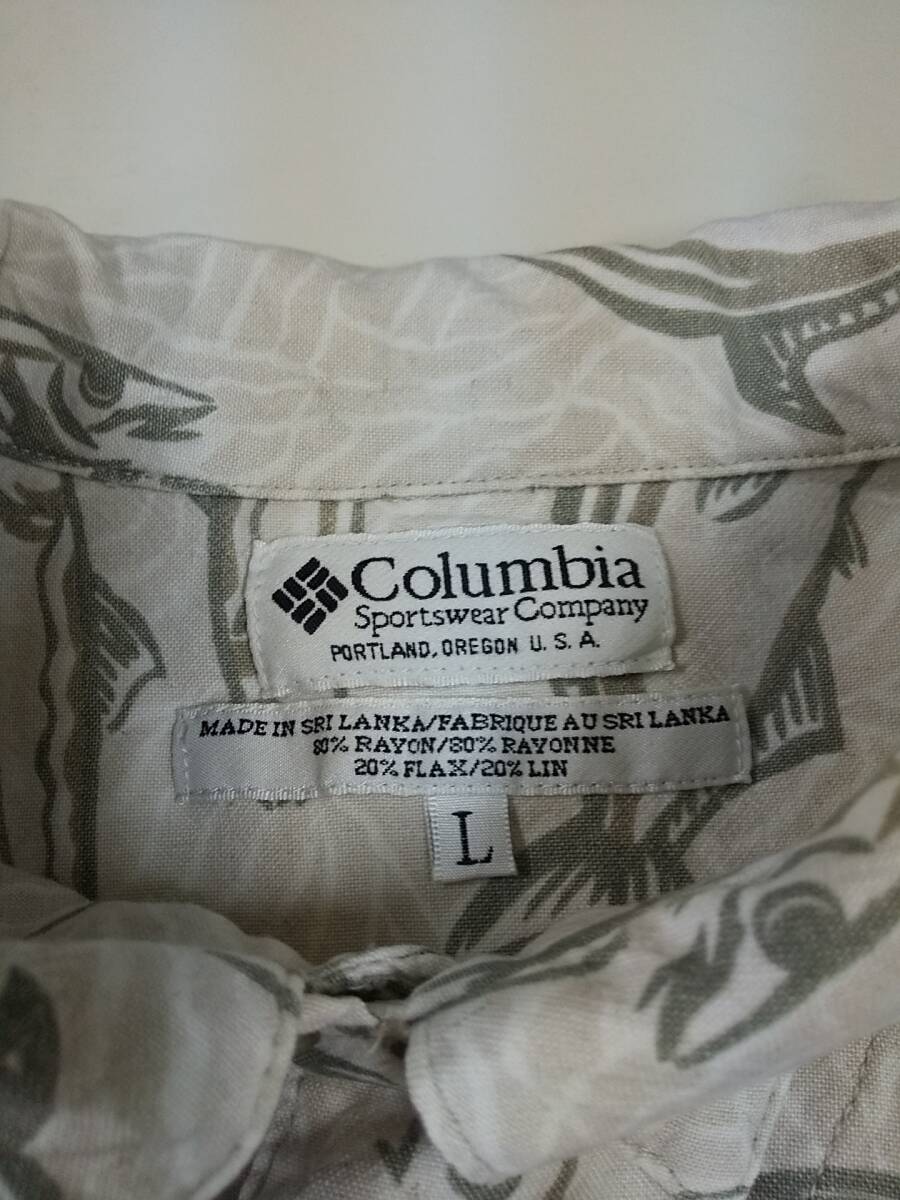 Columbia
Sportswear Company
PORTLAND, OREGON U.S.A.
MADE IN SRI LANKA/FABRIQUE AU SRI LANKA
80% RAYON/80% RAYONNE
20% FLAX/20% LIN
L